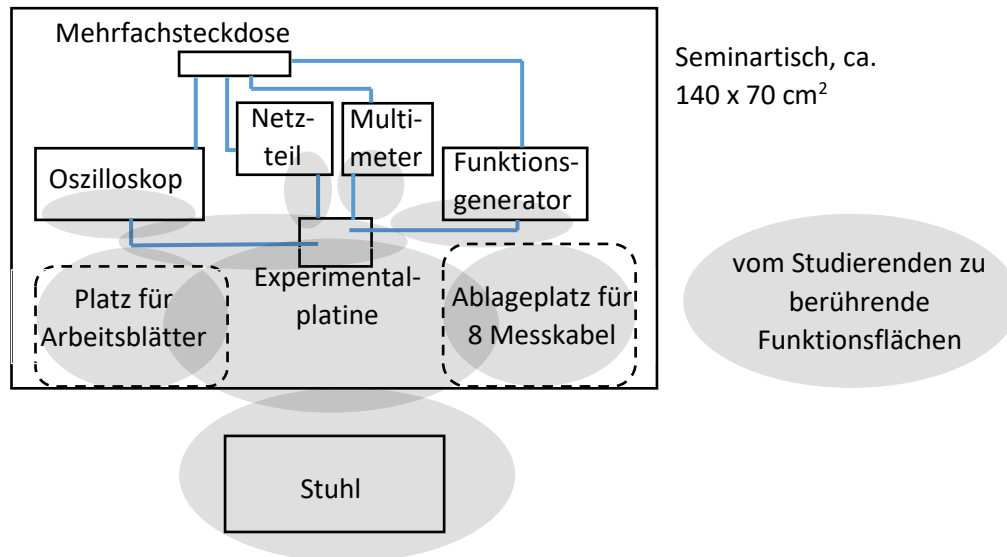 Mehrfachsteckdose
Seminartisch, ca.
140 x 70 cm²
Netz-
teil
Multi-
meter
Oszilloskop
Funktions-
generator
Experimental-
platine
Platz für
Arbeitsblätter
Ablageplatz für
8 Messkabel
vom Studierenden zu
berührende
Funktionsflächen
Stuhl